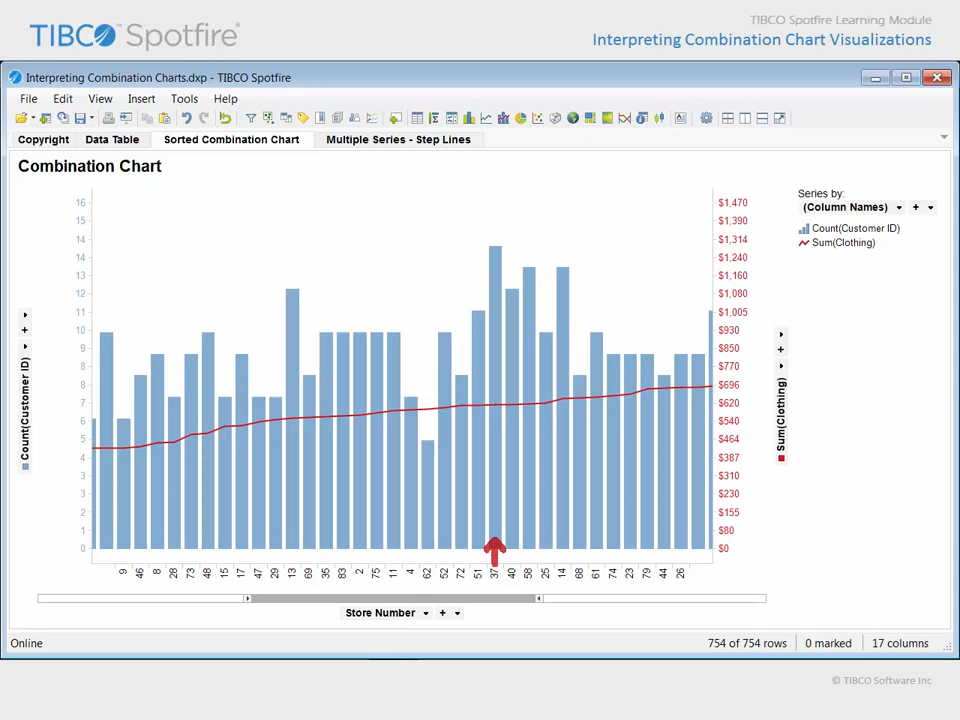 TIBCO Spotfire®
TIBCO Spotfire Learning Module
Interpreting Combination Chart Visualizations
Interpreting Combination Charts.dxp - TIBCO Spotfire
File Edit View Insert Tools Help
Copyright Data Table Sorted Combination Chart Multiple Series - Step Lines
Combination Chart
Series by:
(Column Names) +
Count(Customer ID)
Sum(Clothing)
16
15
14
14
13
12
11
10
9
8
8
7
6
5
4
3
3
2
1
0
$1,470
$1,390
$1,314
$1,240
$1,160
$1,080
$1,005
$930
$850
$770
$696
$620
$540
$464
$387
$310
$230
$155
$80
$0
+
Count(Customer ID)
+
Sum(Clothing)
9 46 8 28 73 48 15 17 47 29 13 69 35 83 2 75 11 4 62 52 72 51 37 40 58 25 14 68 61 74 23 79 44 26
Store Number +
Online 754 of 754 rows 0 marked 17 columns
© TIBCO Software Inc